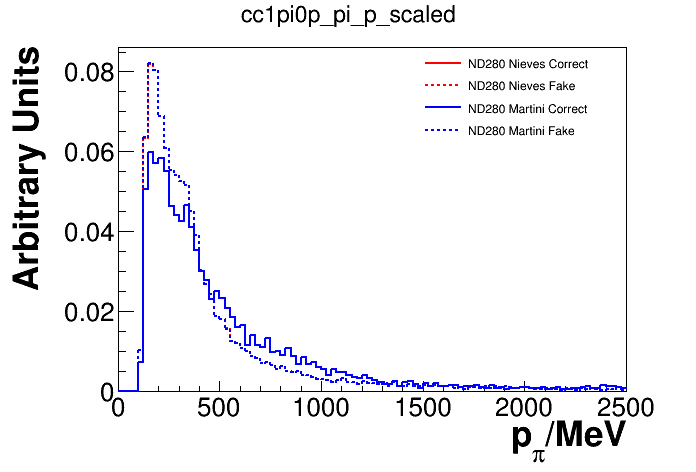 cc1pi0p_pi_p_scaled
Arbitrary Units
0.08
0.06
0.04
0.02
0
ND280 Nieves Correct
ND280 Nieves Fake
ND280 Martini Correct
ND280 Martini Fake
0 500 1000 1500 2000 2500
pπ/MeV